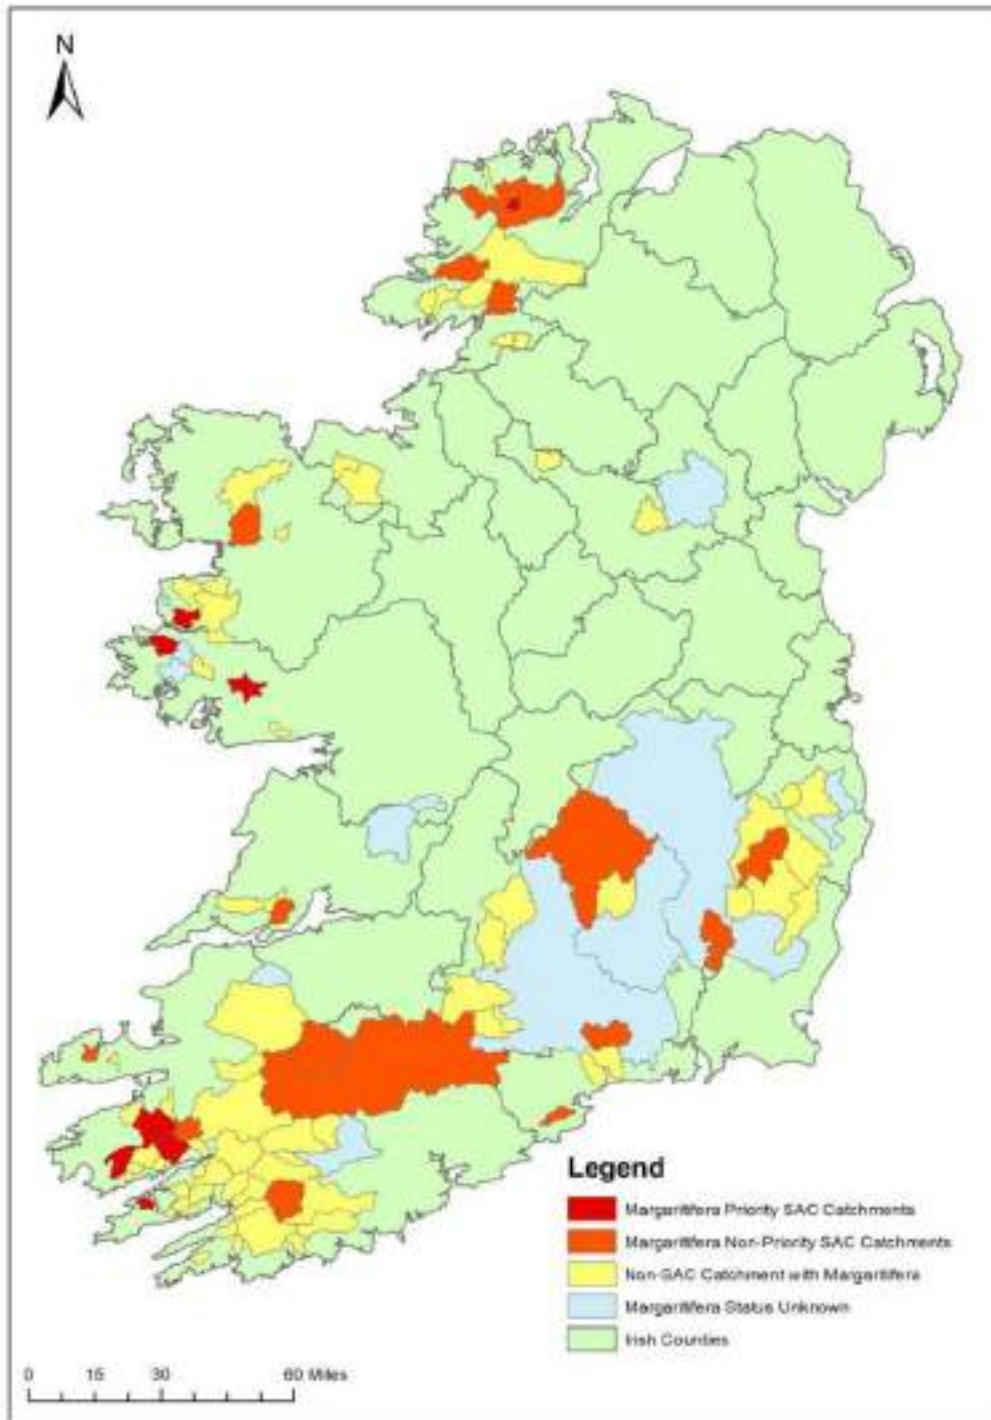 N
Legend
Margaritifera Priority SAC Catchments
Margaritifera Non-Priority SAC Catchments
Non-SAC Catchment with Margaritifera
Margaritifera Status Unknown
Irish Counties
0 15 30 60 Miles